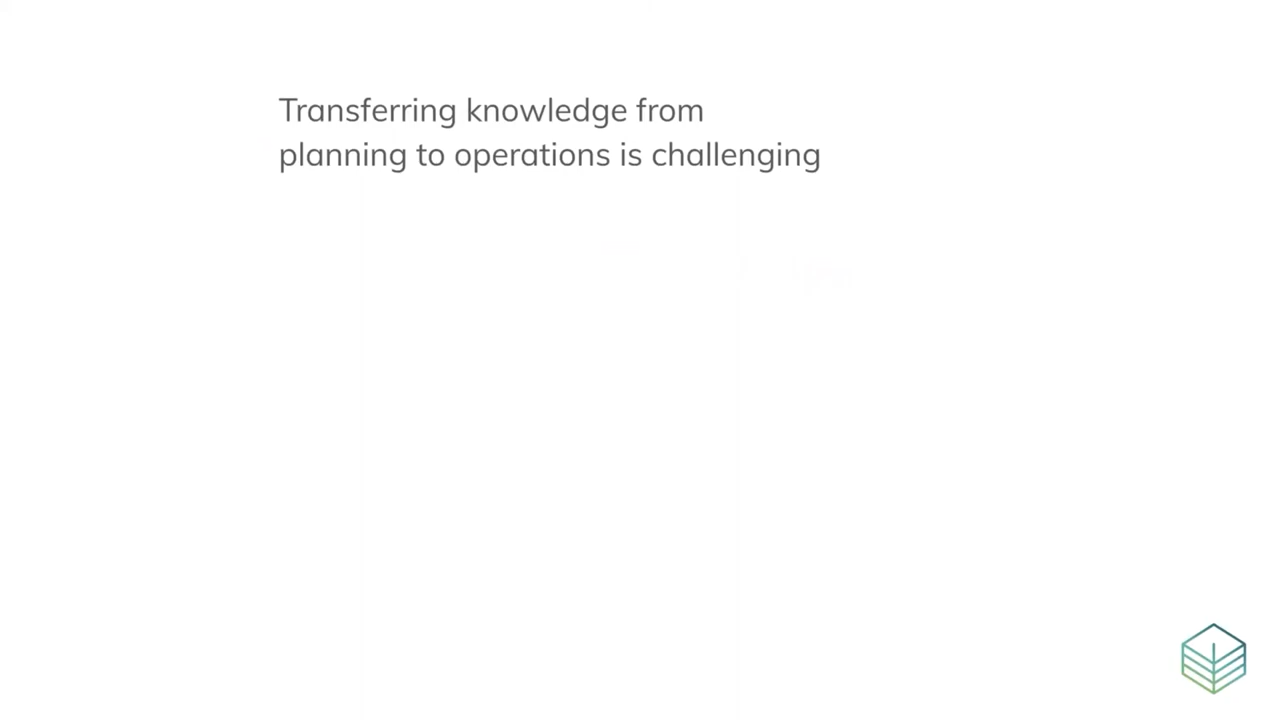 Transferring knowledge from
planning to operations is challenging